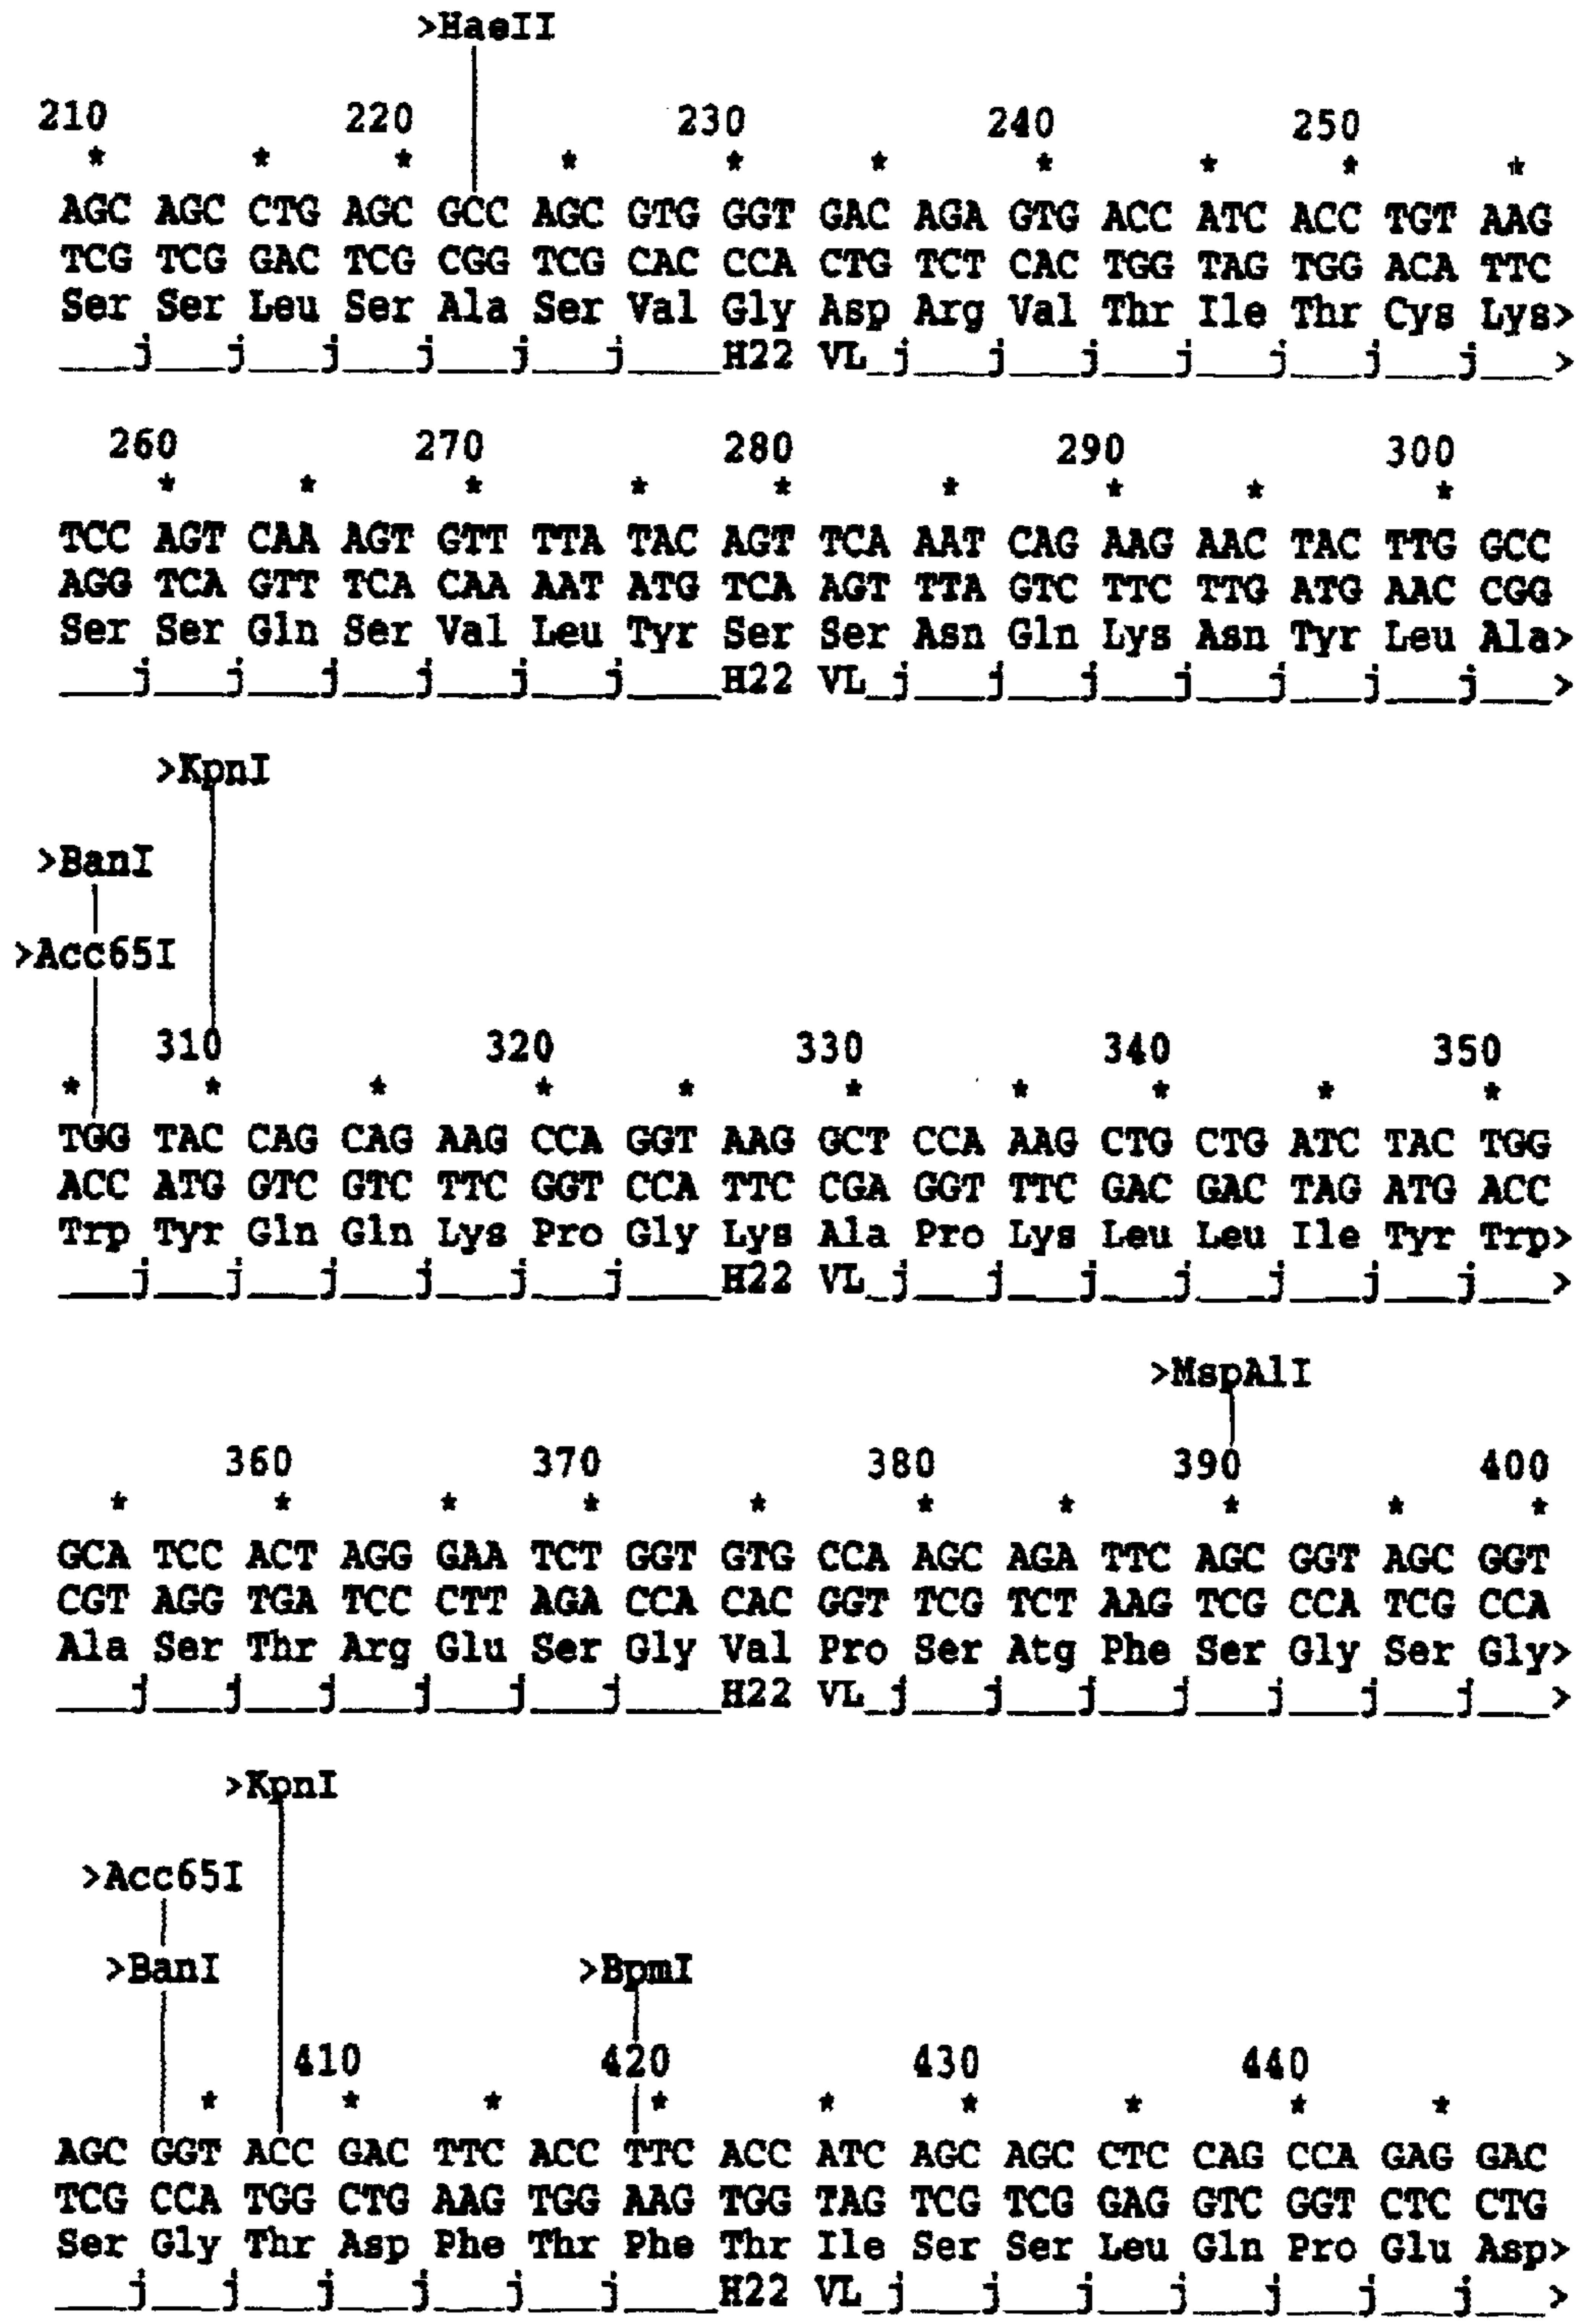 >HaeII
210 220 230 240 250
* * * * * * * * * *
AGC AGC CTG AGC GCC AGC GTG GGT GAC AGA GTG ACC ATC ACC TGT AAG
TCG TCG GAC TCG CGG TCG CAC CCA CTG TCT CAC TGG TAG TGG ACA TTC
Ser Ser Leu Ser Ala Ser Val Gly Asp Arg Val Thr Ile Thr Cys Lys>
___j___j___j___j___j___j____H22 VL_j___j___j___j___j___j___j___>
260 270 280 290 300
* * * * * * * * *
TCC AGT CAA AGT GTT TTA TAC AGT TCA AAT CAG AAG AAC TAC TTG GCC
AGG TCA GTT TCA CAA AAT ATG TCA AGT TTA GTC TTC TTG ATG AAC CGG
Ser Ser Gln Ser Val Leu Tyr Ser Ser Asn Gln Lys Asn Tyr Leu Ala>
___j___j___j___j___j___j____H22 VL_j___j___j___j___j___j___j___>
>KpnI
>BanI
>Acc65I
310 320 330 340 350
* * * * * * * * * *
TGG TAC CAG CAG AAG CCA GGT AAG GCT CCA AAG CTG CTG ATC TAC TGG
ACC ATG GTC GTC TTC GGT CCA TTC CGA GGT TTC GAC GAC TAG ATG ACC
Trp Tyr Gln Gln Lys Pro Gly Lys Ala Pro Lys Leu Leu Ile Tyr Trp>
___j___j___j___j___j___j____H22 VL_j___j___j___j___j___j___j___>
>MspAlI
360 370 380 390 400
* * * * * * * * * *
GCA TCC ACT AGG GAA TCT GGT GTG CCA AGC AGA TTC AGC GGT AGC GGT
CGT AGG TGA TCC CTT AGA CCA CAC GGT TCG TCT AAG TCG CCA TCG CCA
Ala Ser Thr Arg Glu Ser Gly Val Pro Ser Atg Phe Ser Gly Ser Gly>
___j___j___j___j___j___j____H22 VL_j___j___j___j___j___j___j___>
>KpnI
>Acc65I
>BanI >BpmI
410 420 430 440
* * * * * * * * *
AGC GGT ACC GAC TTC ACC TTC ACC ATC AGC AGC CTC CAG CCA GAG GAC
TCG CCA TGG CTG AAG TGG AAG TGG TAG TCG TCG GAG GTC GGT CTC CTG
Ser Gly Thr Asp Phe Thr Phe Thr Ile Ser Ser Leu Gln Pro Glu Asp>
___j___j___j___j___j___j____H22 VL_j___j___j___j___j___j___j___>